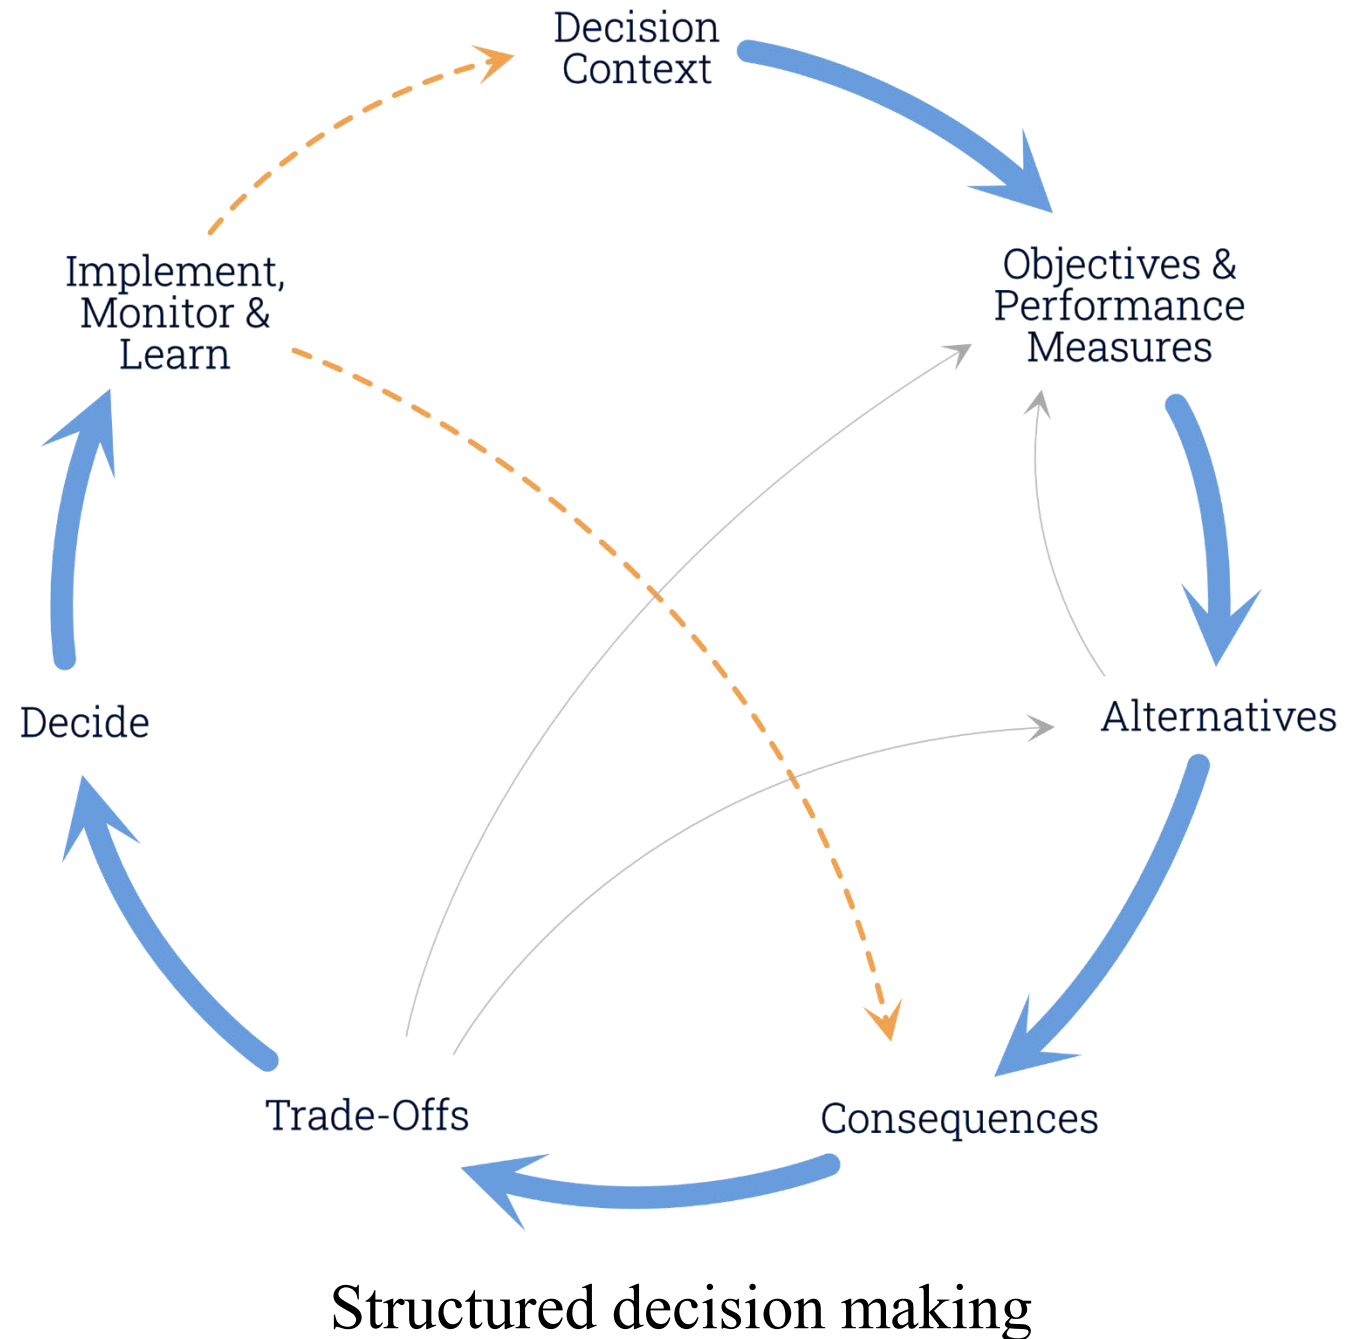 Decision
Context
Objectives &
Performance
Measures
Alternatives
Consequences
Trade-Offs
Decide
Implement,
Monitor &
Learn
Structured decision making